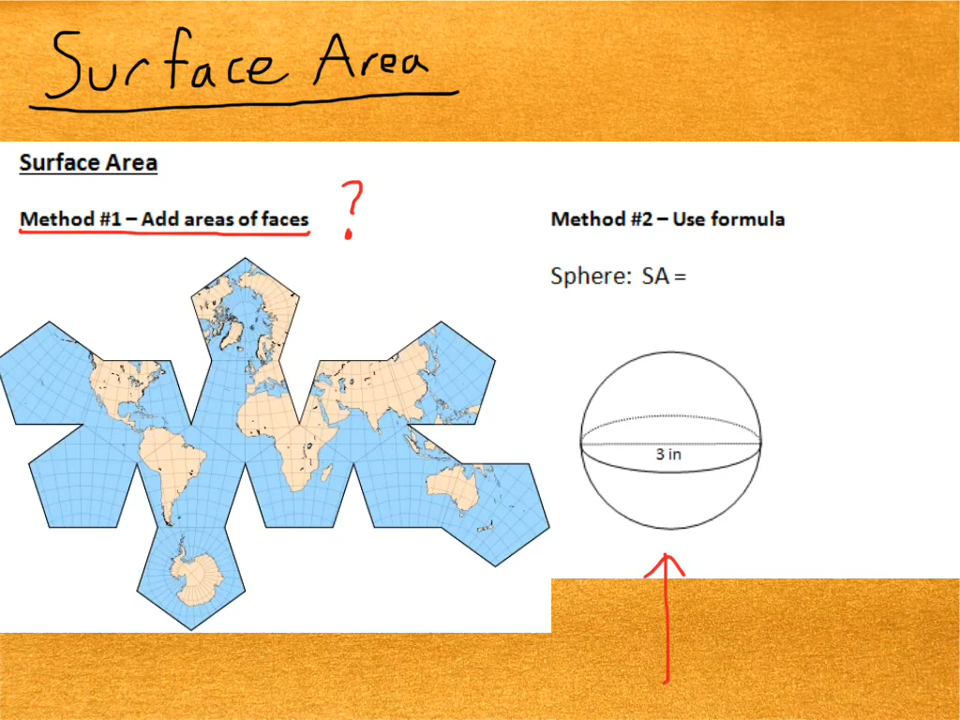 Surface Area
Surface Area
Method #1 – Add areas of faces ?
Method #2 – Use formula
Sphere: SA =
3 in